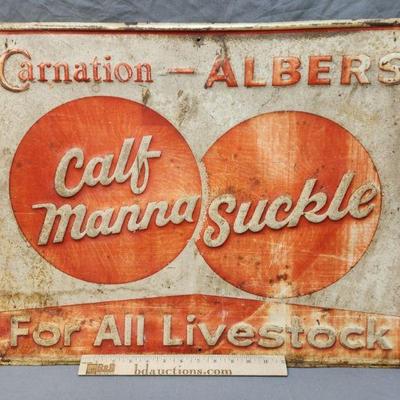 Carnation — ALBERS
Calf
Manna Suckle
For All Livestock
B&B
bdauctions.com